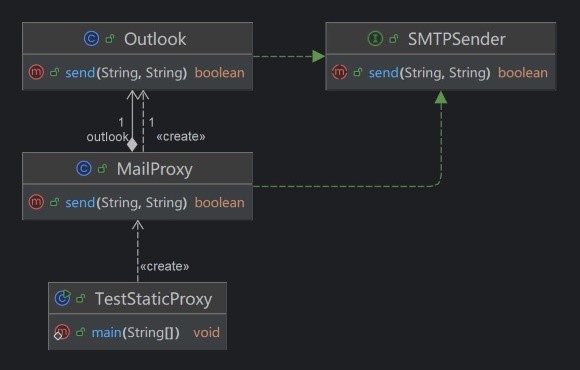 Outlook
send(String, String) boolean
SMTPSender
send(String, String) boolean
1
1
outlook
«create»
MailProxy
send(String, String) boolean
«create»
TestStaticProxy
main(String[]) void